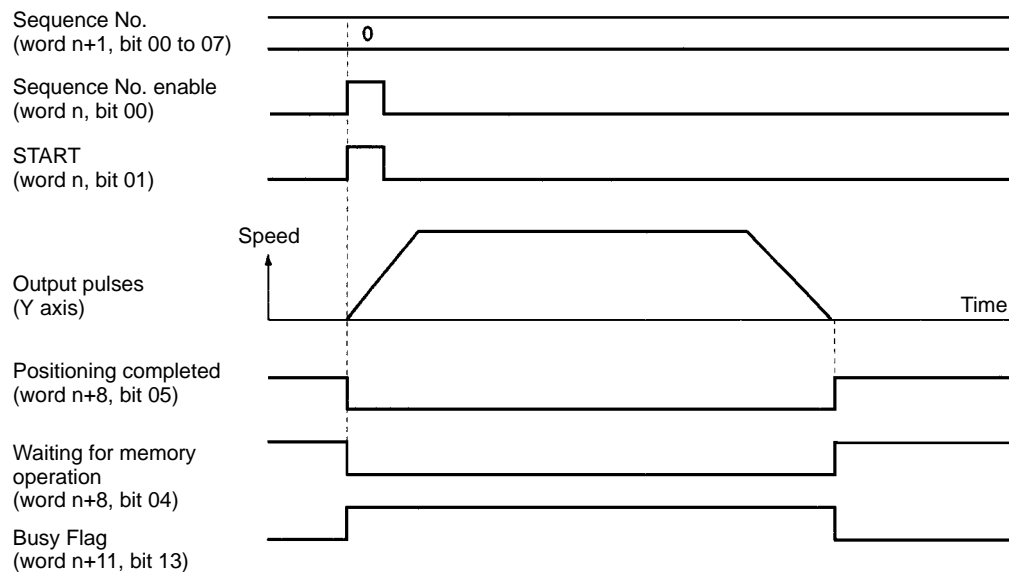 Sequence No.
(word n+1, bit 00 to 07)
0
Sequence No. enable
(word n, bit 00)
START
(word n, bit 01)
Speed
Output pulses
(Y axis)
Time
Positioning completed
(word n+8, bit 05)
Waiting for memory
operation
(word n+8, bit 04)
Busy Flag
(word n+11, bit 13)